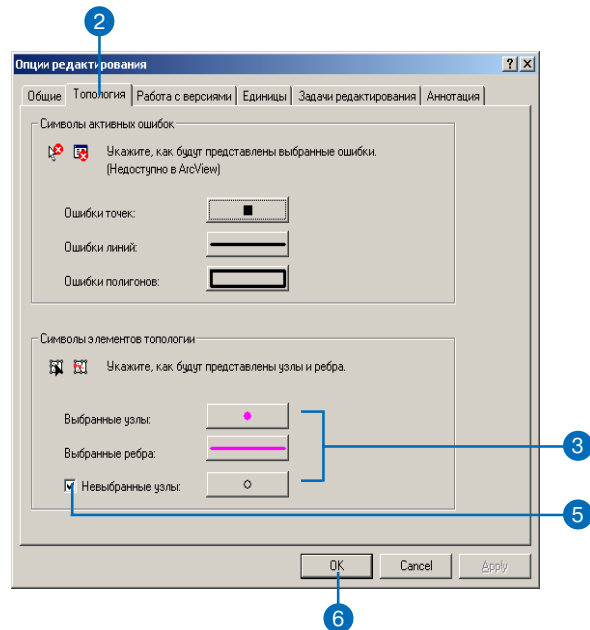 2
Опции редактирования
Общие Топология Работа с версиями Единицы Задачи редактирования Аннотация
Символы активных ошибок
Укажите, как будут представлены выбранные ошибки.
(Недоступно в ArcView)
Ошибки точек:
Ошибки линий:
Ошибки полигонов:
Символы элементов топологии
Укажите, как будут представлены узлы и ребра.
Выбранные узлы:
3
Выбранные ребра:
Невыбранные узлы:
5
OK Cancel Apply
6